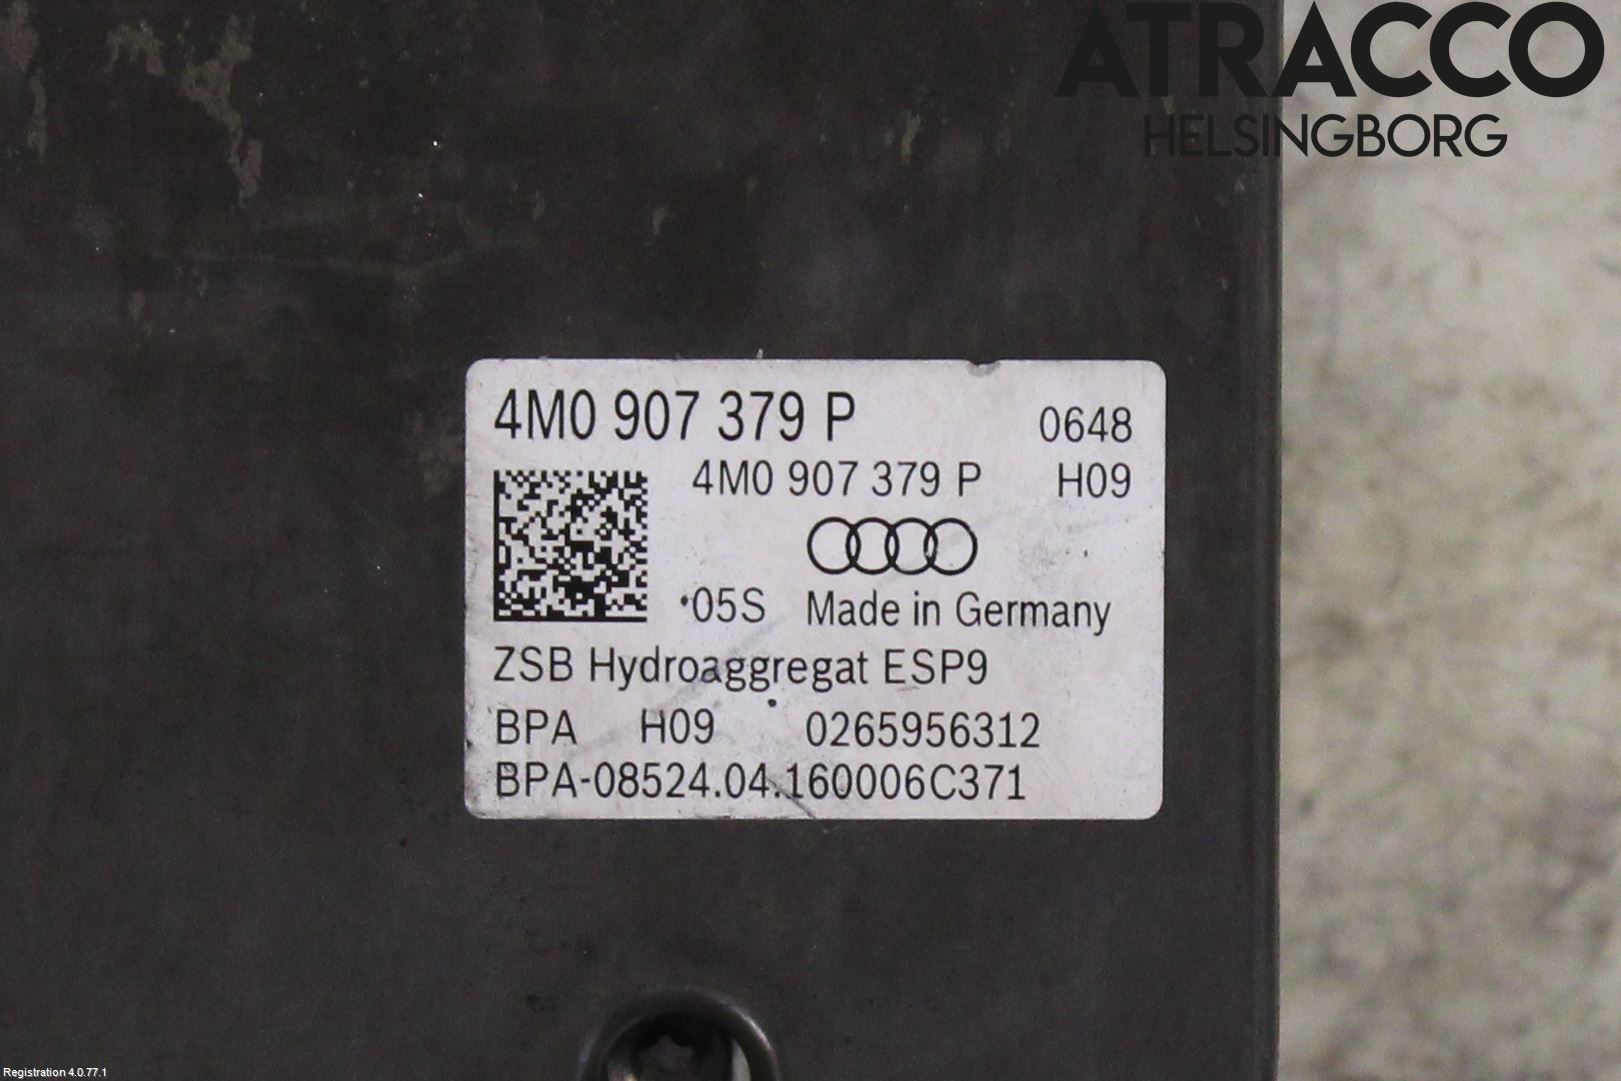 ATRACCO
HELSINGBORG
4M0 907 379 P 0648
4M0 907 379 P H09
05S Made in Germany
ZSB Hydroaggregat ESP9
BPA H09 0265956312
BPA-08524.04.160006C371
Registration 4.0.77.1